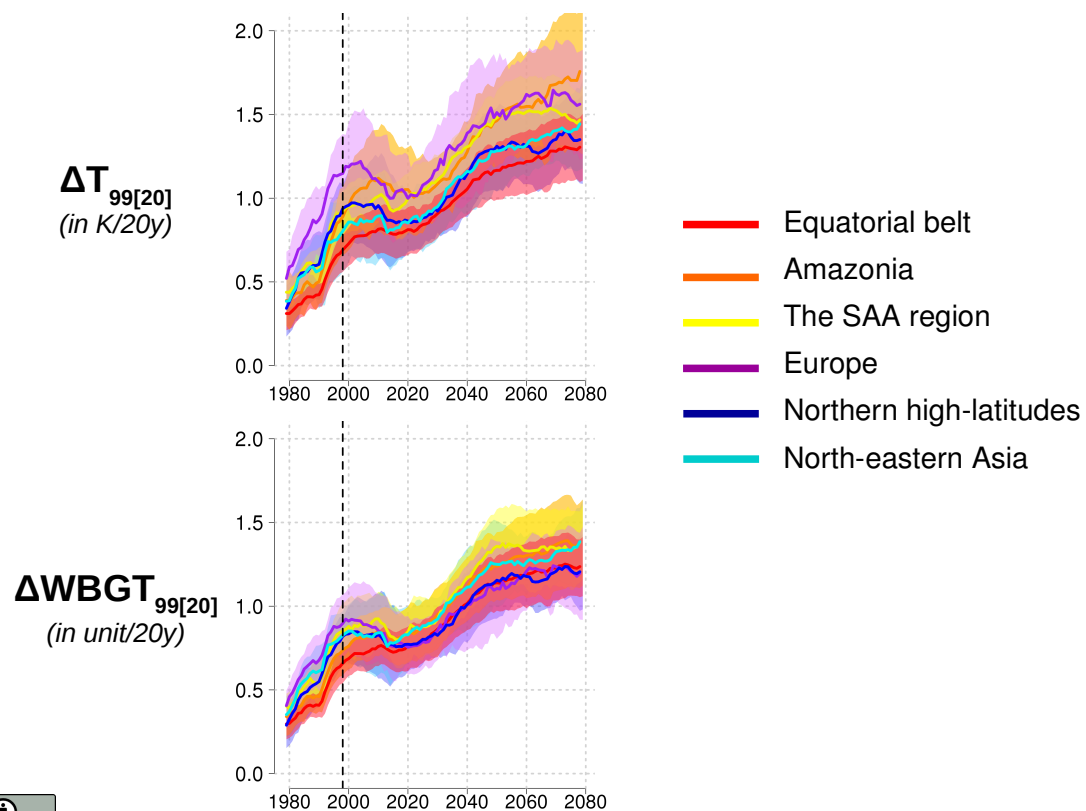 2.0
1.5
1.0
0.5
0.0
ΔT99[20]
(in K/20y)
1980 2000 2020 2040 2060 2080
Equatorial belt
Amazonia
The SAA region
Europe
Northern high-latitudes
North-eastern Asia
2.0
1.5
1.0
0.5
0.0
ΔWBGT99[20]
(in unit/20y)
1980 2000 2020 2040 2060 2080